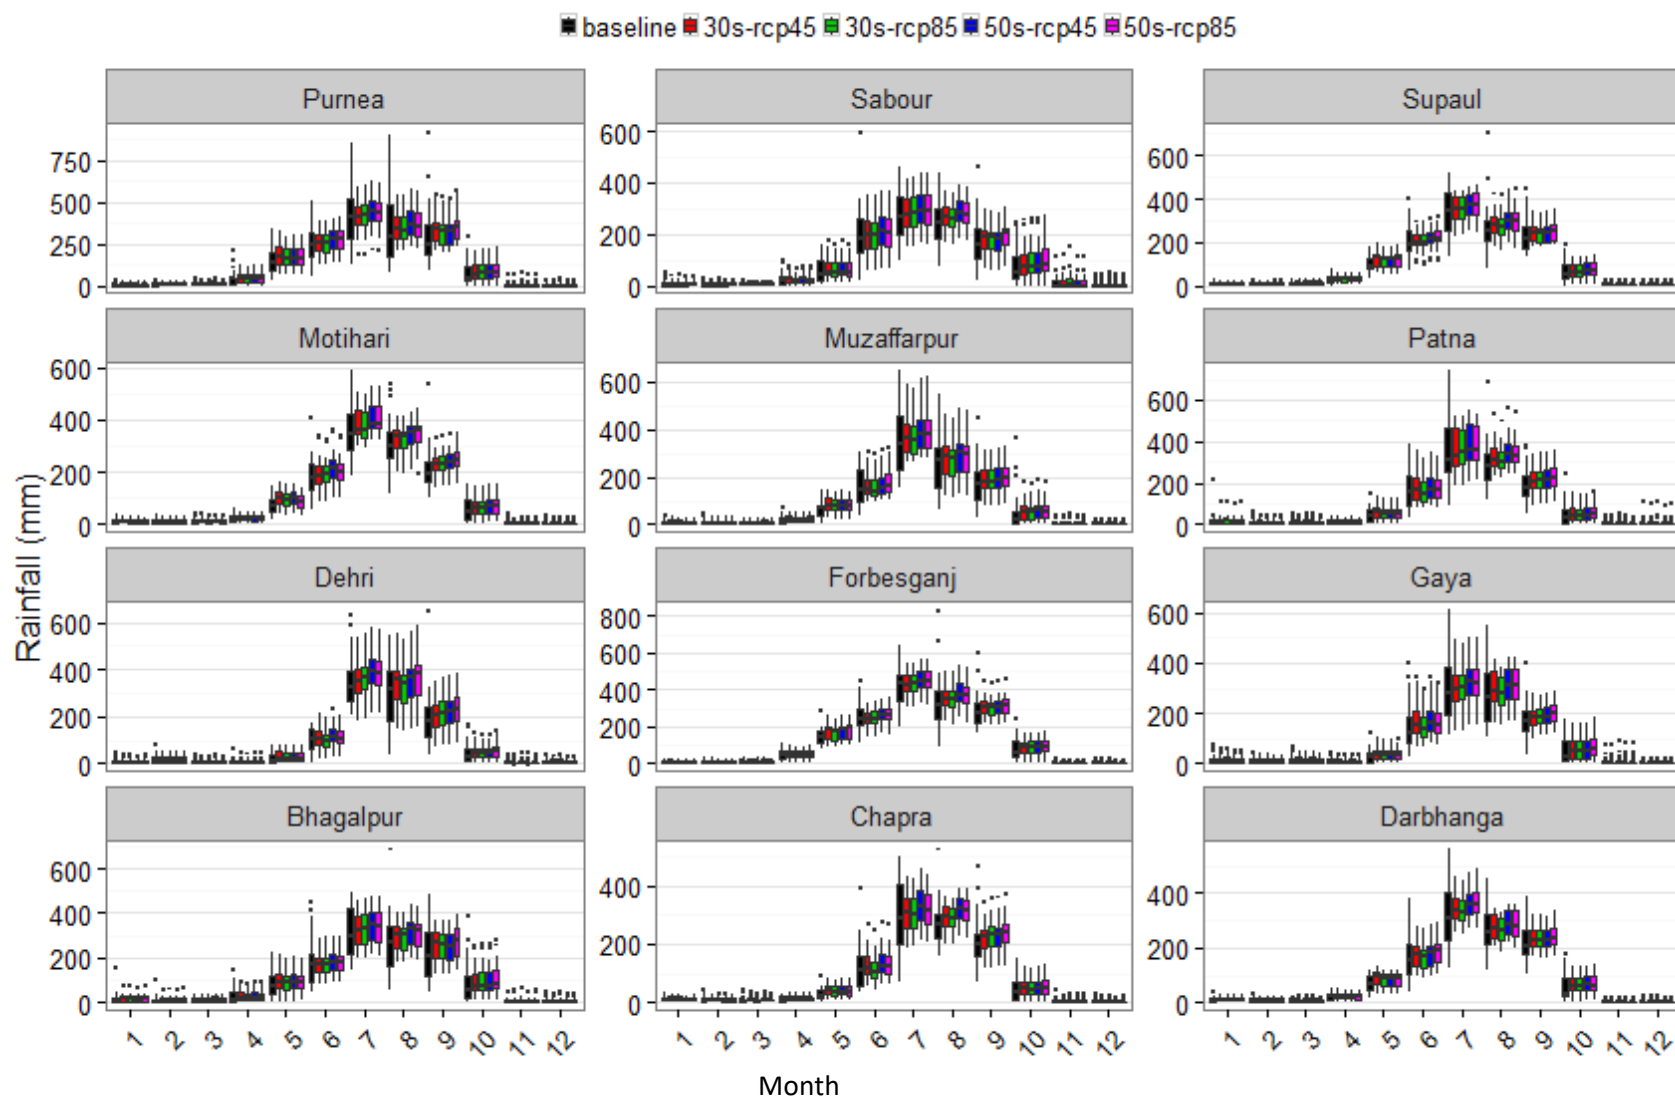 baseline 30s-rcp45 30s-rcp85 50s-rcp45 50s-rcp85
Purnea Sabour Supaul
750 500 250 0
600 400 200 0
600 400 200 0
Motihari Muzaffarpur Patna
600 400 200 0
600 400 200 0
600 400 200 0
Rainfall (mm)
Dehri Forbesganj Gaya
600 400 200 0
800 600 400 200 0
600 400 200 0
Bhagalpur Chapra Darbhanga
600 400 200 0
400 200 0
400 200 0
1 2 3 4 5 6 7 8 9 10 11 12
1 2 3 4 5 6 7 8 9 10 11 12
1 2 3 4 5 6 7 8 9 10 11 12
Month